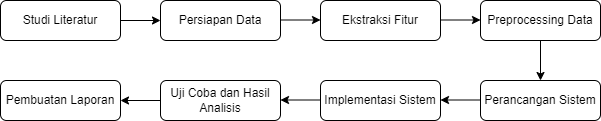 Studi Literatur
Persiapan Data
Ekstraksi Fitur
Preprocessing Data
Perancangan Sistem
Implementasi Sistem
Uji Coba dan Hasil
Analisis
Pembuatan Laporan